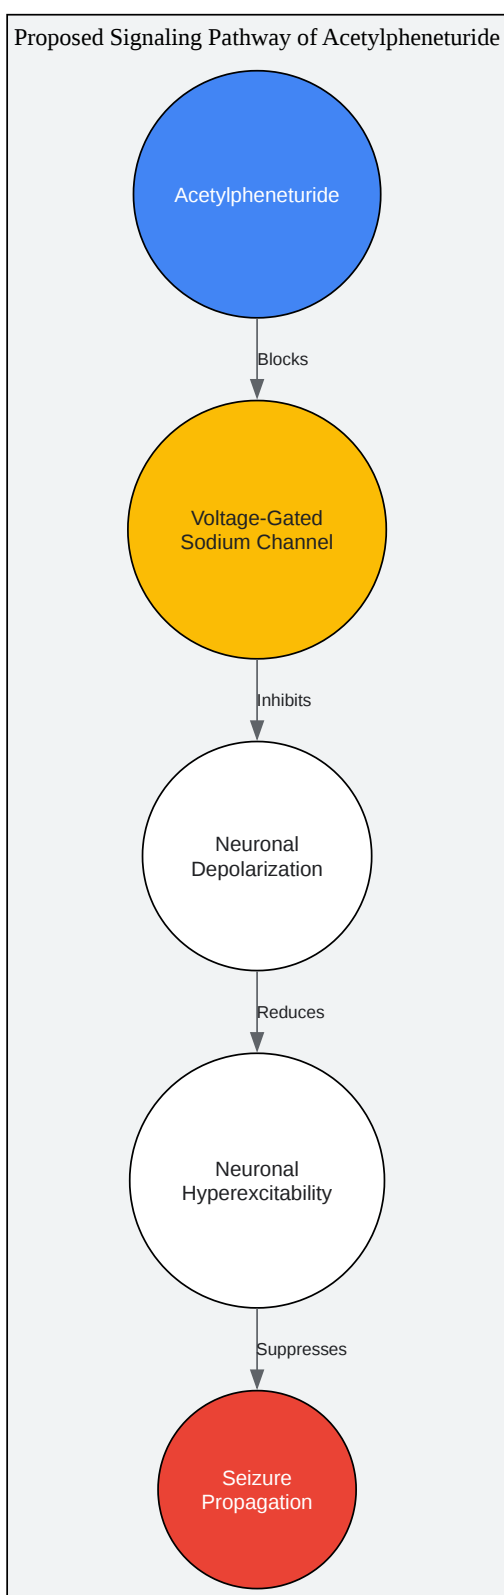 Proposed Signaling Pathway of Acetylpheneturide
Acetylpheneturide
Blocks
Voltage-Gated
Sodium Channel
Inhibits
Neuronal
Depolarization
Reduces
Neuronal
Hyperexcitability
Suppresses
Seizure
Propagation